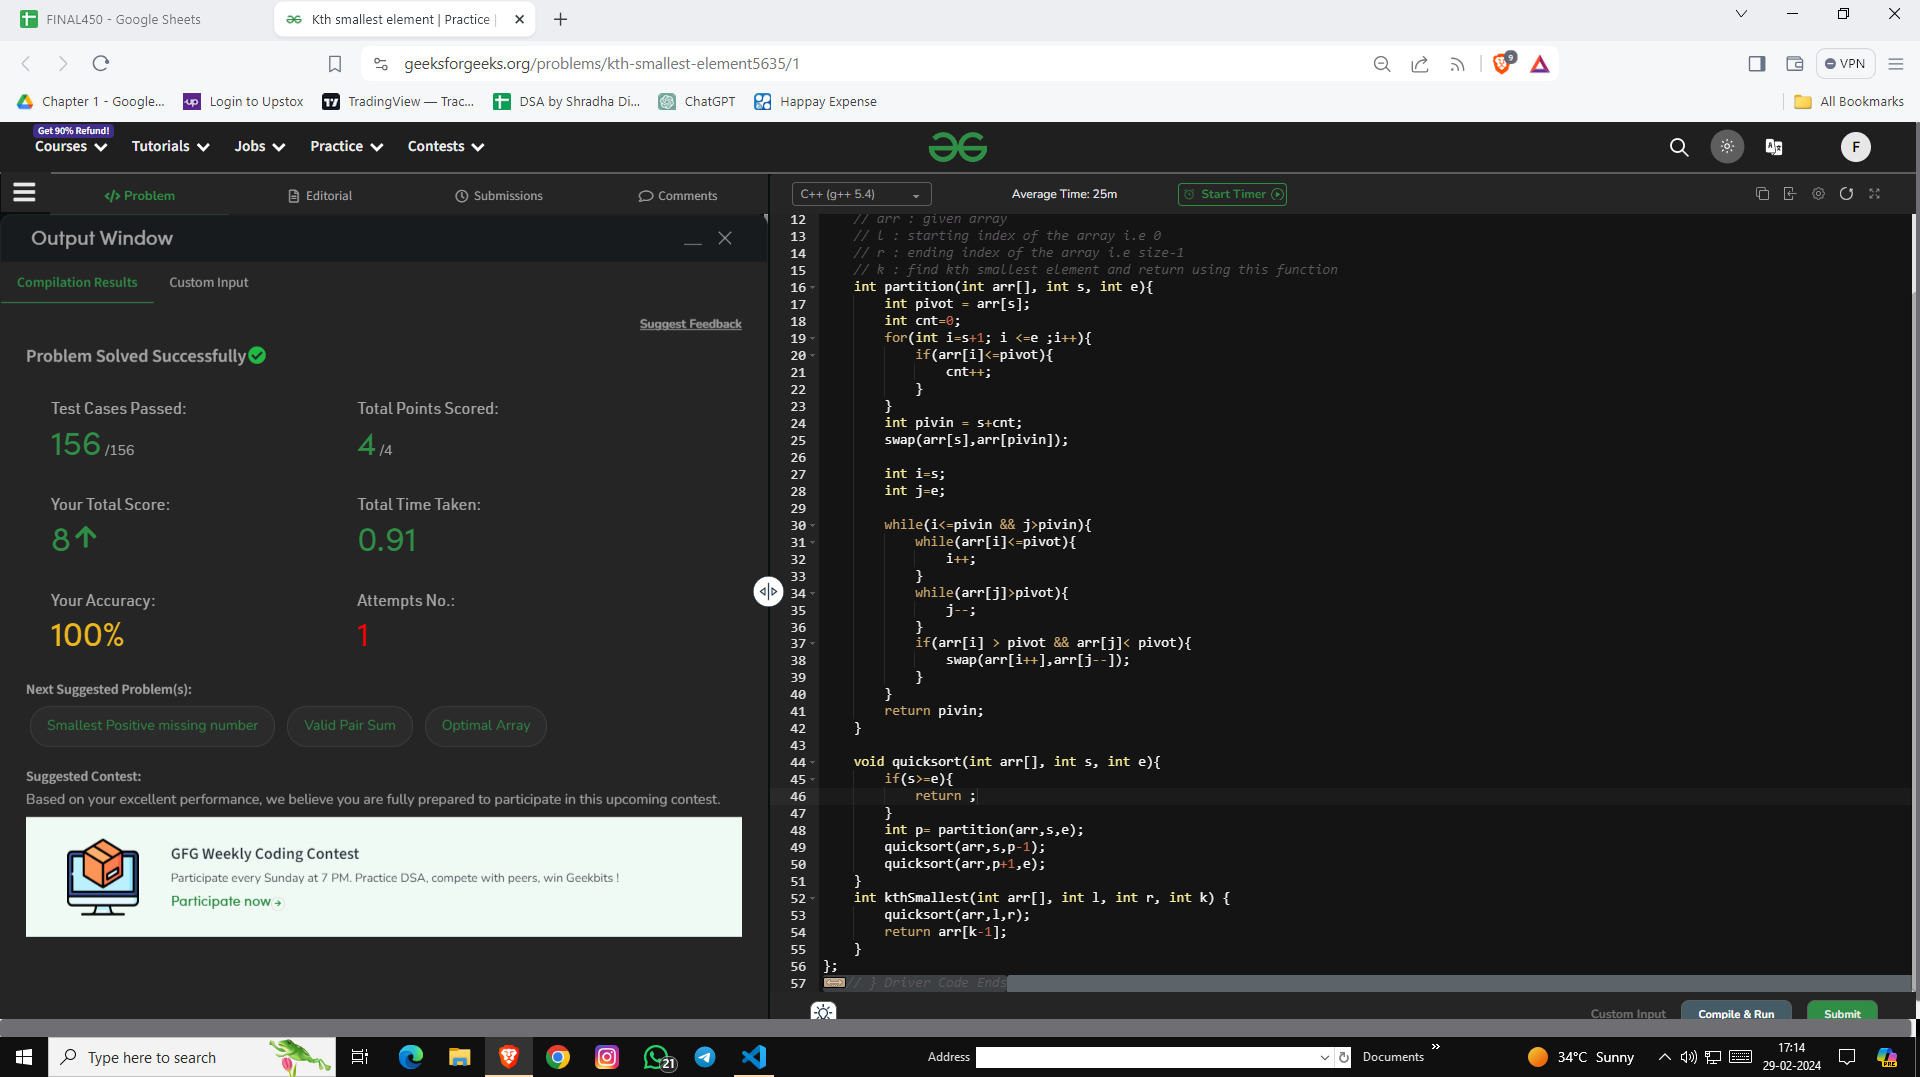 FINAL450 - Google Sheets
Kth smallest element | Practice |
geeksforgeeks.org/problems/kth-smallest-element5635/1
9
VPN
Chapter 1 - Google...
Login to Upstox
TradingView — Trac...
DSA by Shradha Di...
ChatGPT
Happay Expense
All Bookmarks
Get 90% Refund!
Courses
Tutorials
Jobs
Practice
Contests
F
</> Problem
Editorial
Submissions
Comments
C++ (g++ 5.4)
Average Time: 25m
Start Timer
Output Window
Compilation Results
Custom Input
Suggest Feedback
Problem Solved Successfully
Test Cases Passed:
156 /156
Total Points Scored:
4 /4
Your Total Score:
8
Total Time Taken:
0.91
Your Accuracy:
100%
Attempts No.:
1
Next Suggested Problem(s):
Smallest Positive missing number
Valid Pair Sum
Optimal Array
Suggested Contest:
Based on your excellent performance, we believe you are fully prepared to participate in this upcoming contest.
GFG Weekly Coding Contest
Participate every Sunday at 7 PM. Practice DSA, compete with peers, win Geekbits !
Participate now
12 // arr : given array
13 // l : starting index of the array i.e 0
14 // r : ending index of the array i.e size-1
15 // k : find kth smallest element and return using this function
16 int partition(int arr[], int s, int e){
17 int pivot = arr[s];
18 int cnt=0;
19 for(int i=s+1; i <=e ;i++){
20 if(arr[i]<=pivot){
21 cnt++;
22 }
23 }
24 int pivin = s+cnt;
25 swap(arr[s],arr[pivin]);
26
27 int i=s;
28 int j=e;
29
30 while(i<=pivin && j>pivin){
31 while(arr[i]<=pivot){
32 i++;
33 }
34 while(arr[j]>pivot){
35 j--;
36 }
37 if(arr[i] > pivot && arr[j]< pivot){
38 swap(arr[i++],arr[j--]);
39 }
40 }
41 return pivin;
42 }
43
44 void quicksort(int arr[], int s, int e){
45 if(s>=e){
46 return ;
47 }
48 int p= partition(arr,s,e);
49 quicksort(arr,s,p-1);
50 quicksort(arr,p+1,e);
51 }
52 int kthSmallest(int arr[], int l, int r, int k) {
53 quicksort(arr,l,r);
54 return arr[k-1];
55 }
56 };
57 // } Driver Code Ends
Custom Input
Compile & Run
Submit
Type here to search
21
Address
Documents
34°C Sunny
17:14
29-02-2024